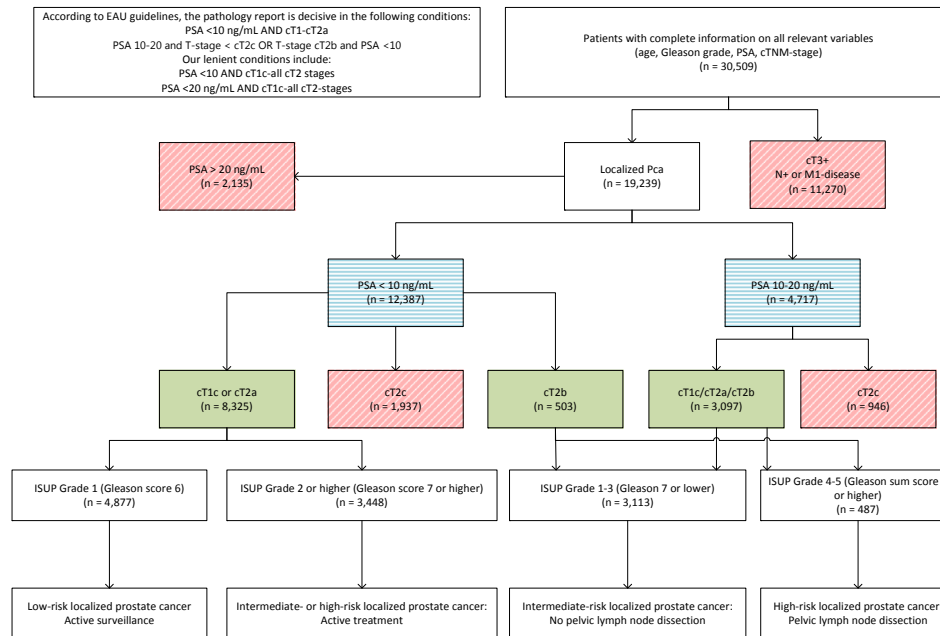 According to EAU guidelines, the pathology report is decisive in the following conditions:
PSA <10 ng/mL AND cT1-cT2a
PSA 10-20 and T-stage < cT2c OR T-stage cT2b and PSA <10
Our lenient conditions include:
PSA <10 AND cT1c-all cT2 stages
PSA <20 ng/mL AND cT1c-all cT2-stages
Patients with complete information on all relevant variables
(age, Gleason grade, PSA, cTNM-stage)
(n = 30,509)
PSA > 20 ng/mL
(n = 2,135)
Localized Pca
(n = 19,239)
cT3+
N+ or M1-disease
(n = 11,270)
PSA < 10 ng/mL
(n = 12,387)
PSA 10-20 ng/mL
(n = 4,717)
cT1c or cT2a
(n = 8,325)
cT2c
(n = 1,937)
cT2b
(n = 503)
cT1c/cT2a/cT2b
(n = 3,097)
cT2c
(n = 946)
ISUP Grade 1 (Gleason score 6)
(n = 4,877)
ISUP Grade 2 or higher (Gleason score 7 or higher)
(n = 3,448)
ISUP Grade 1-3 (Gleason 7 or lower)
(n = 3,113)
ISUP Grade 4-5 (Gleason sum score
or higher)
(n = 487)
Low-risk localized prostate cancer
Active surveillance
Intermediate- or high-risk localized prostate cancer:
Active treatment
Intermediate-risk localized prostate cancer:
No pelvic lymph node dissection
High-risk localized prostate cancer
Pelvic lymph node dissection